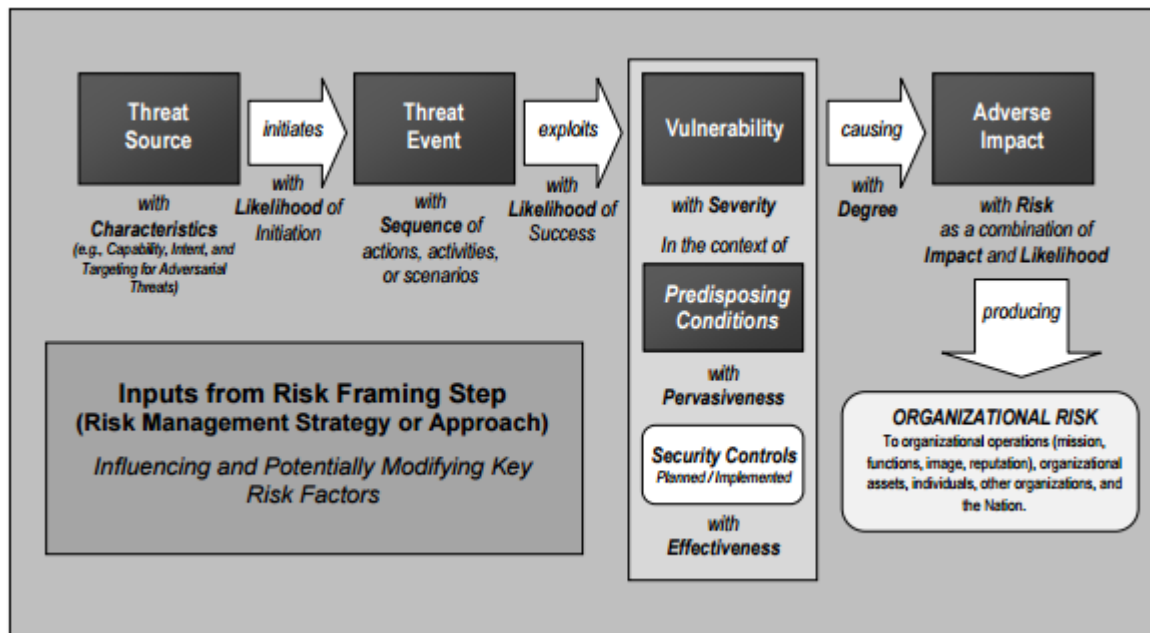 Threat
Source
initiates
Threat
Event
exploits
Vulnerability
causing
Adverse
Impact
with
Characteristics
(e.g., Capability, Intent, and
Targeting for Adversarial
Threats)
with
Likelihood of
Initiation
with
Sequence of
actions, activities,
or scenarios
with
Likelihood of
Success
with Severity
In the context of
Predisposing
Conditions
with
Pervasiveness
Security Controls
Planned / Implemented
with
Effectiveness
with
Degree
with Risk
as a combination of
Impact and Likelihood
producing
ORGANIZATIONAL RISK
To organizational operations (mission,
functions, image, reputation), organizational
assets, individuals, other organizations, and
the Nation.
Inputs from Risk Framing Step
(Risk Management Strategy or Approach)
Influencing and Potentially Modifying Key
Risk Factors